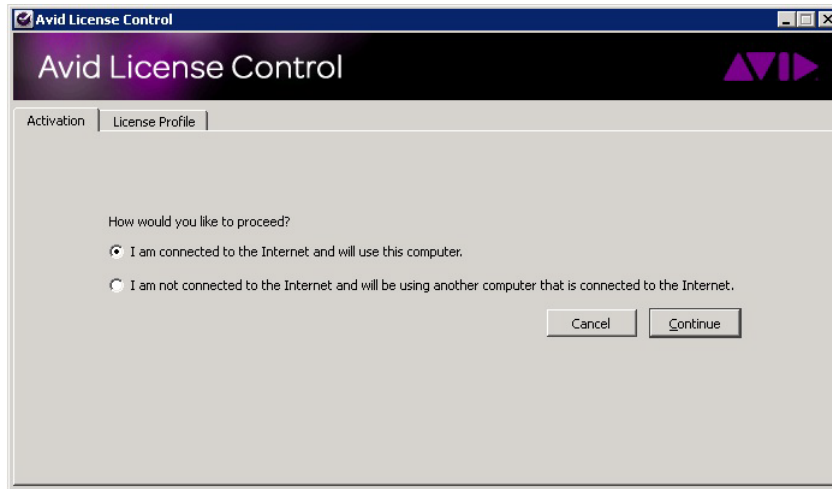 Avid License Control
Avid License Control
AVID
Activation
License Profile
How would you like to proceed?
I am connected to the Internet and will use this computer.
I am not connected to the Internet and will be using another computer that is connected to the Internet.
Cancel
Continue